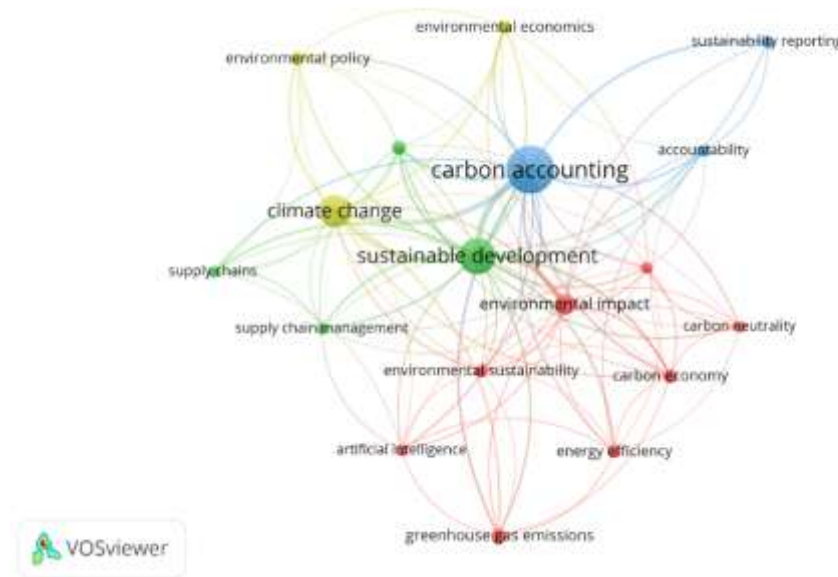 environmental economics
sustainability reporting
environmental policy
accountability
carbon accounting
climate change
sustainable development
supply chains
environmental impact
supply chain management
carbon neutrality
environmental sustainability
carbon economy
artificial intelligence
energy efficiency
greenhouse gas emissions
VOSviewer